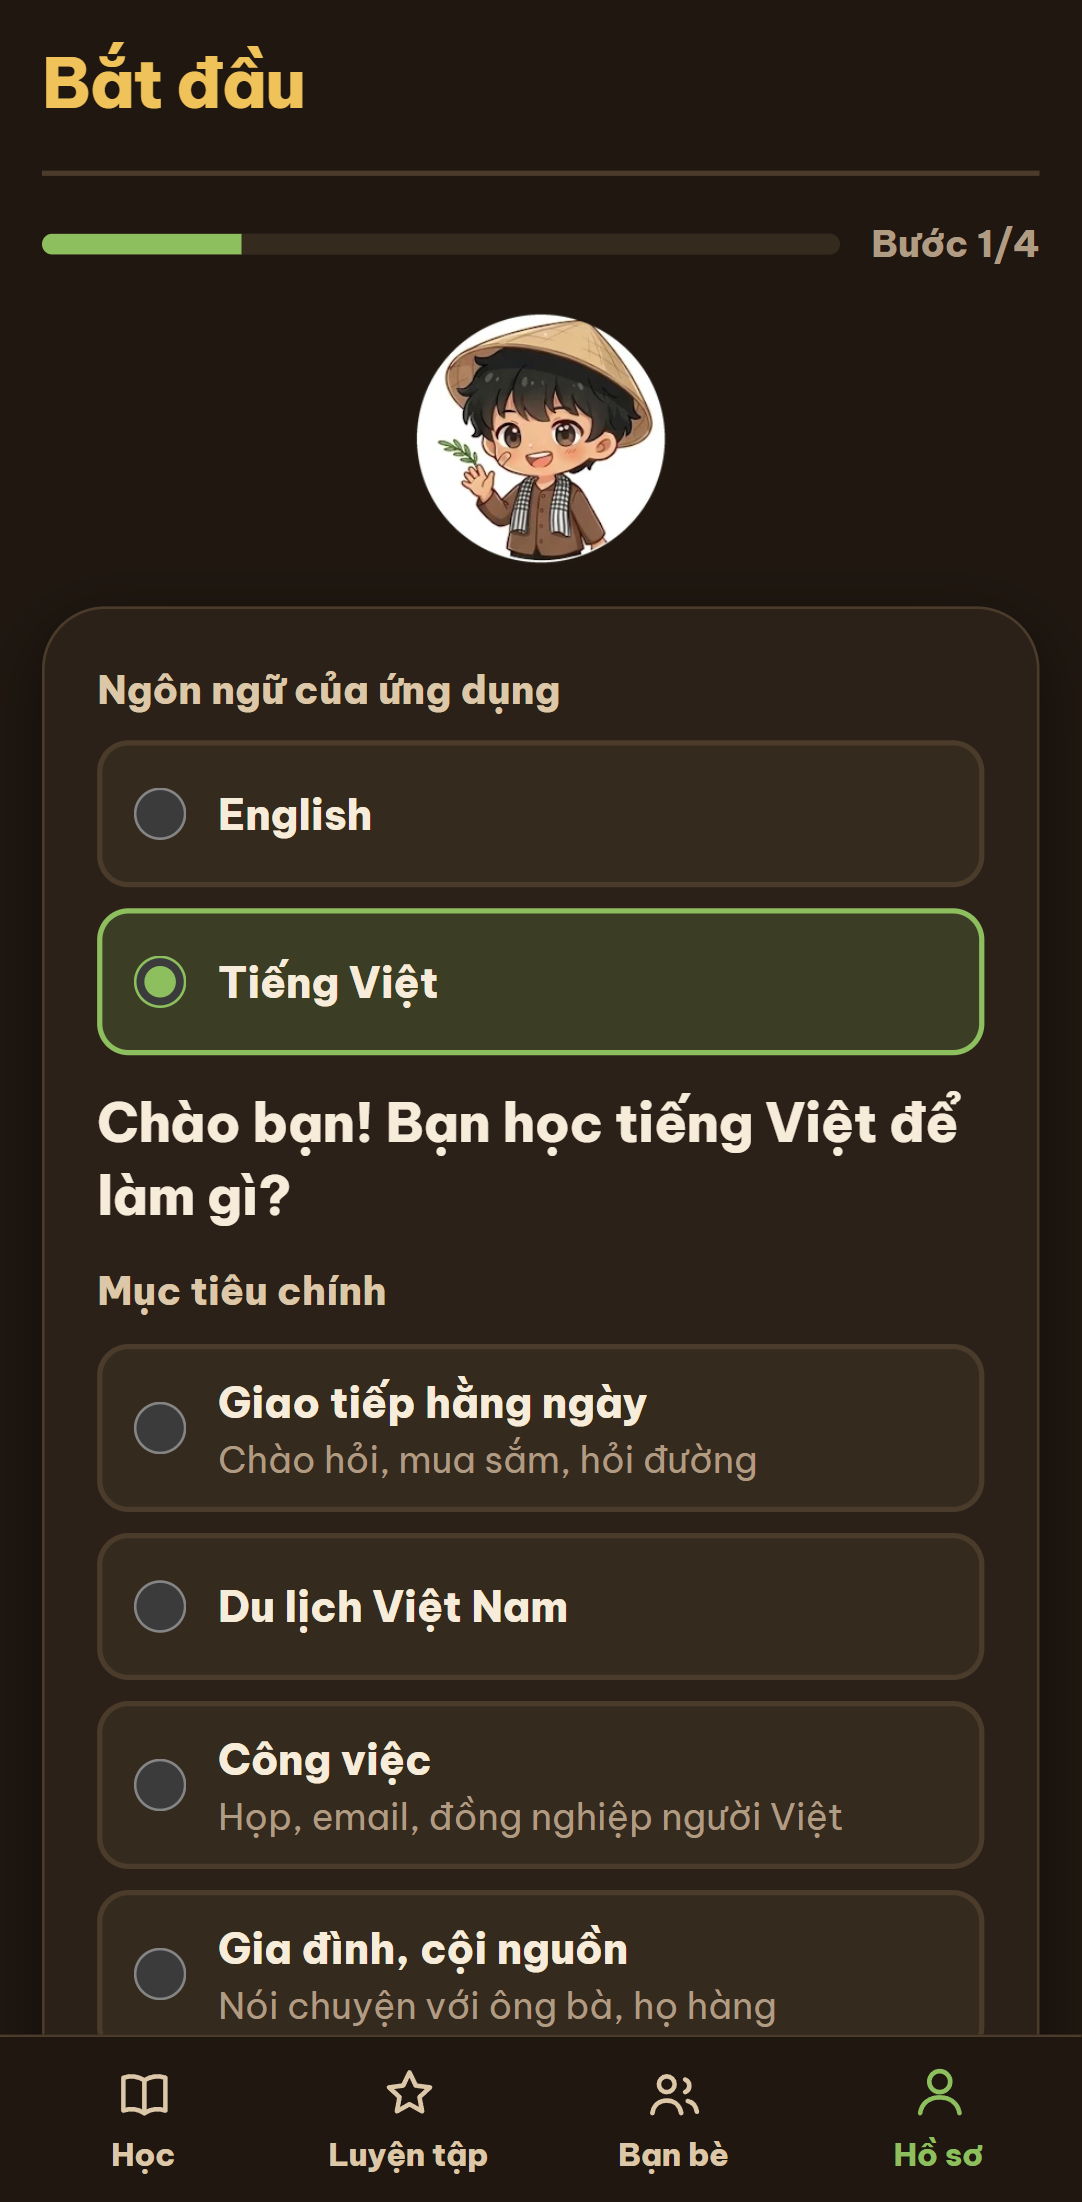 Bắt đầu
Bước 1/4
Ngôn ngữ của ứng dụng
English
Tiếng Việt
Chào bạn! Bạn học tiếng Việt để
làm gì?
Mục tiêu chính
Giao tiếp hằng ngày
Chào hỏi, mua sắm, hỏi đường
Du lịch Việt Nam
Công việc
Họp, email, đồng nghiệp người Việt
Gia đình, cội nguồn
Nói chuyện với ông bà, họ hàng
Học
Luyện tập
Bạn bè
Hồ sơ